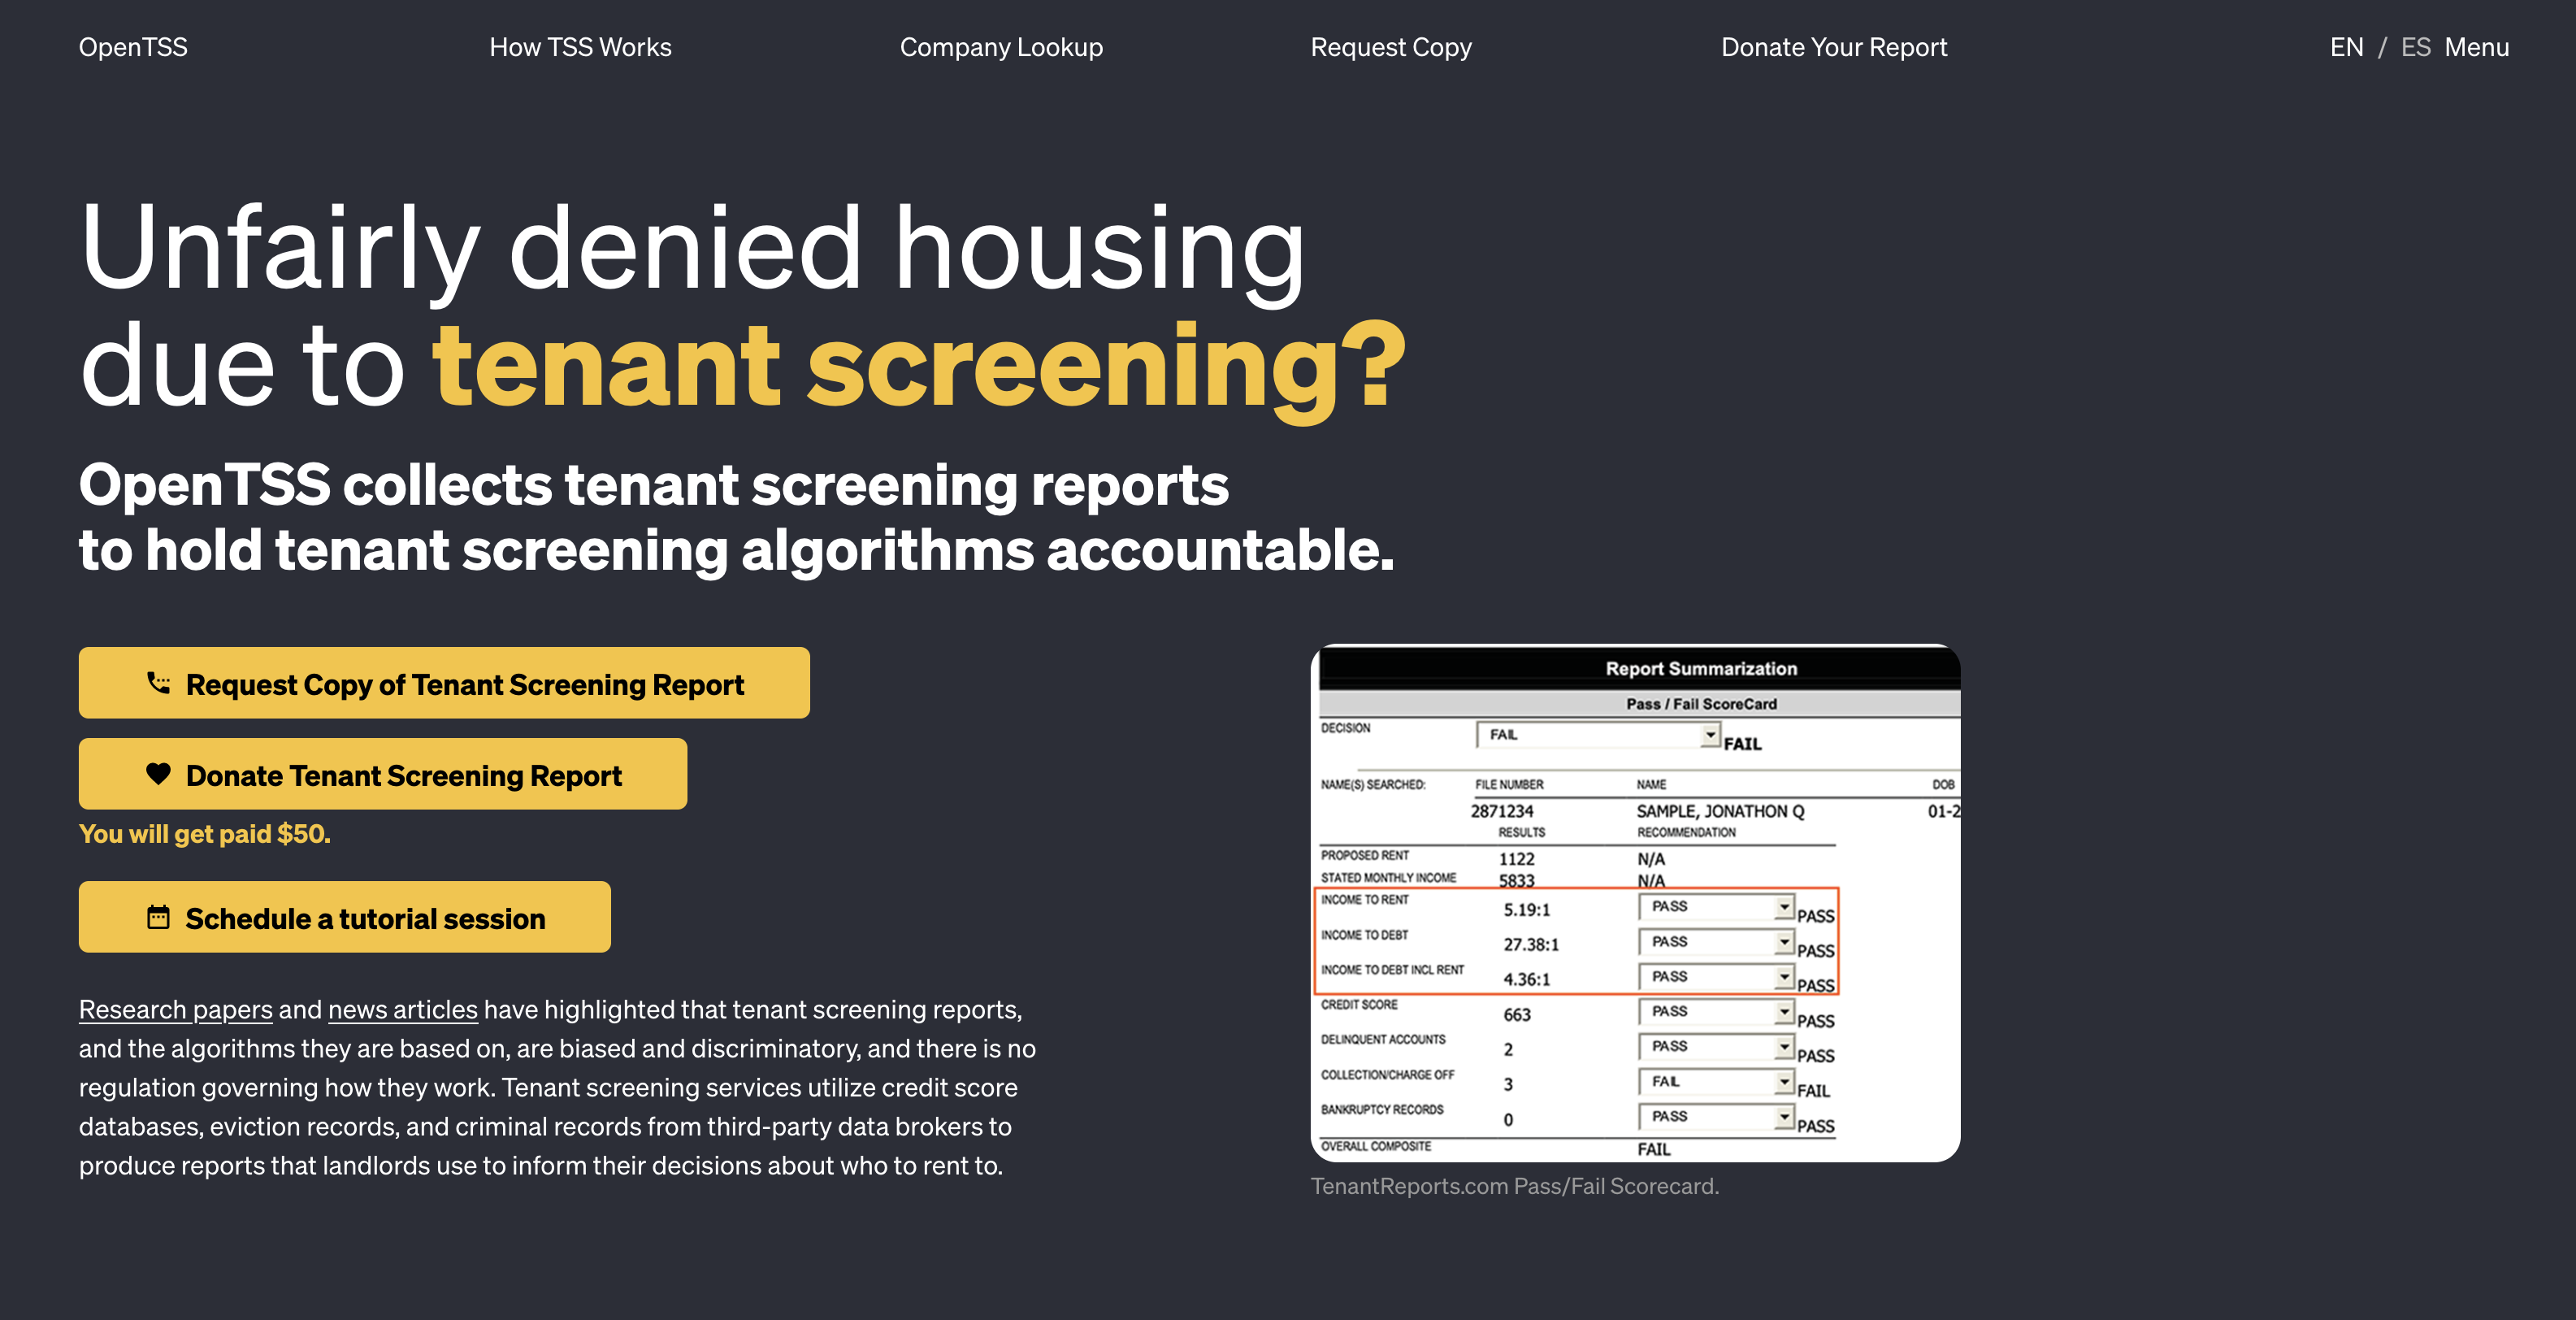 OpenTSS How TSS Works Company Lookup Request Copy Donate Your Report EN / ES Menu
Unfairly denied housing
due to tenant screening?
OpenTSS collects tenant screening reports
to hold tenant screening algorithms accountable.
Request Copy of Tenant Screening Report
Donate Tenant Screening Report
You will get paid $50.
Schedule a tutorial session
Research papers and news articles have highlighted that tenant screening reports,
and the algorithms they are based on, are biased and discriminatory, and there is no
regulation governing how they work. Tenant screening services utilize credit score
databases, eviction records, and criminal records from third-party data brokers to
produce reports that landlords use to inform their decisions about who to rent to.
Report Summarization
Pass / Fail ScoreCard
DECISION FAIL FAIL
NAME(S) SEARCHED: FILE NUMBER NAME DOB
2871234 SAMPLE, JONATHON Q 01-2
RESULTS RECOMMENDATION
PROPOSED RENT 1122 N/A
STATED MONTHLY INCOME 5833 N/A
INCOME TO RENT 5.19:1 PASS PASS
INCOME TO DEBT 27.38:1 PASS PASS
INCOME TO DEBT INCL RENT 4.36:1 PASS PASS
CREDIT SCORE 663 PASS PASS
DELINQUENT ACCOUNTS 2 PASS PASS
COLLECTION/CHARGE OFF 3 FAIL FAIL
BANKRUPTCY RECORDS 0 PASS PASS
OVERALL COMPOSITE FAIL
TenantReports.com Pass/Fail Scorecard.